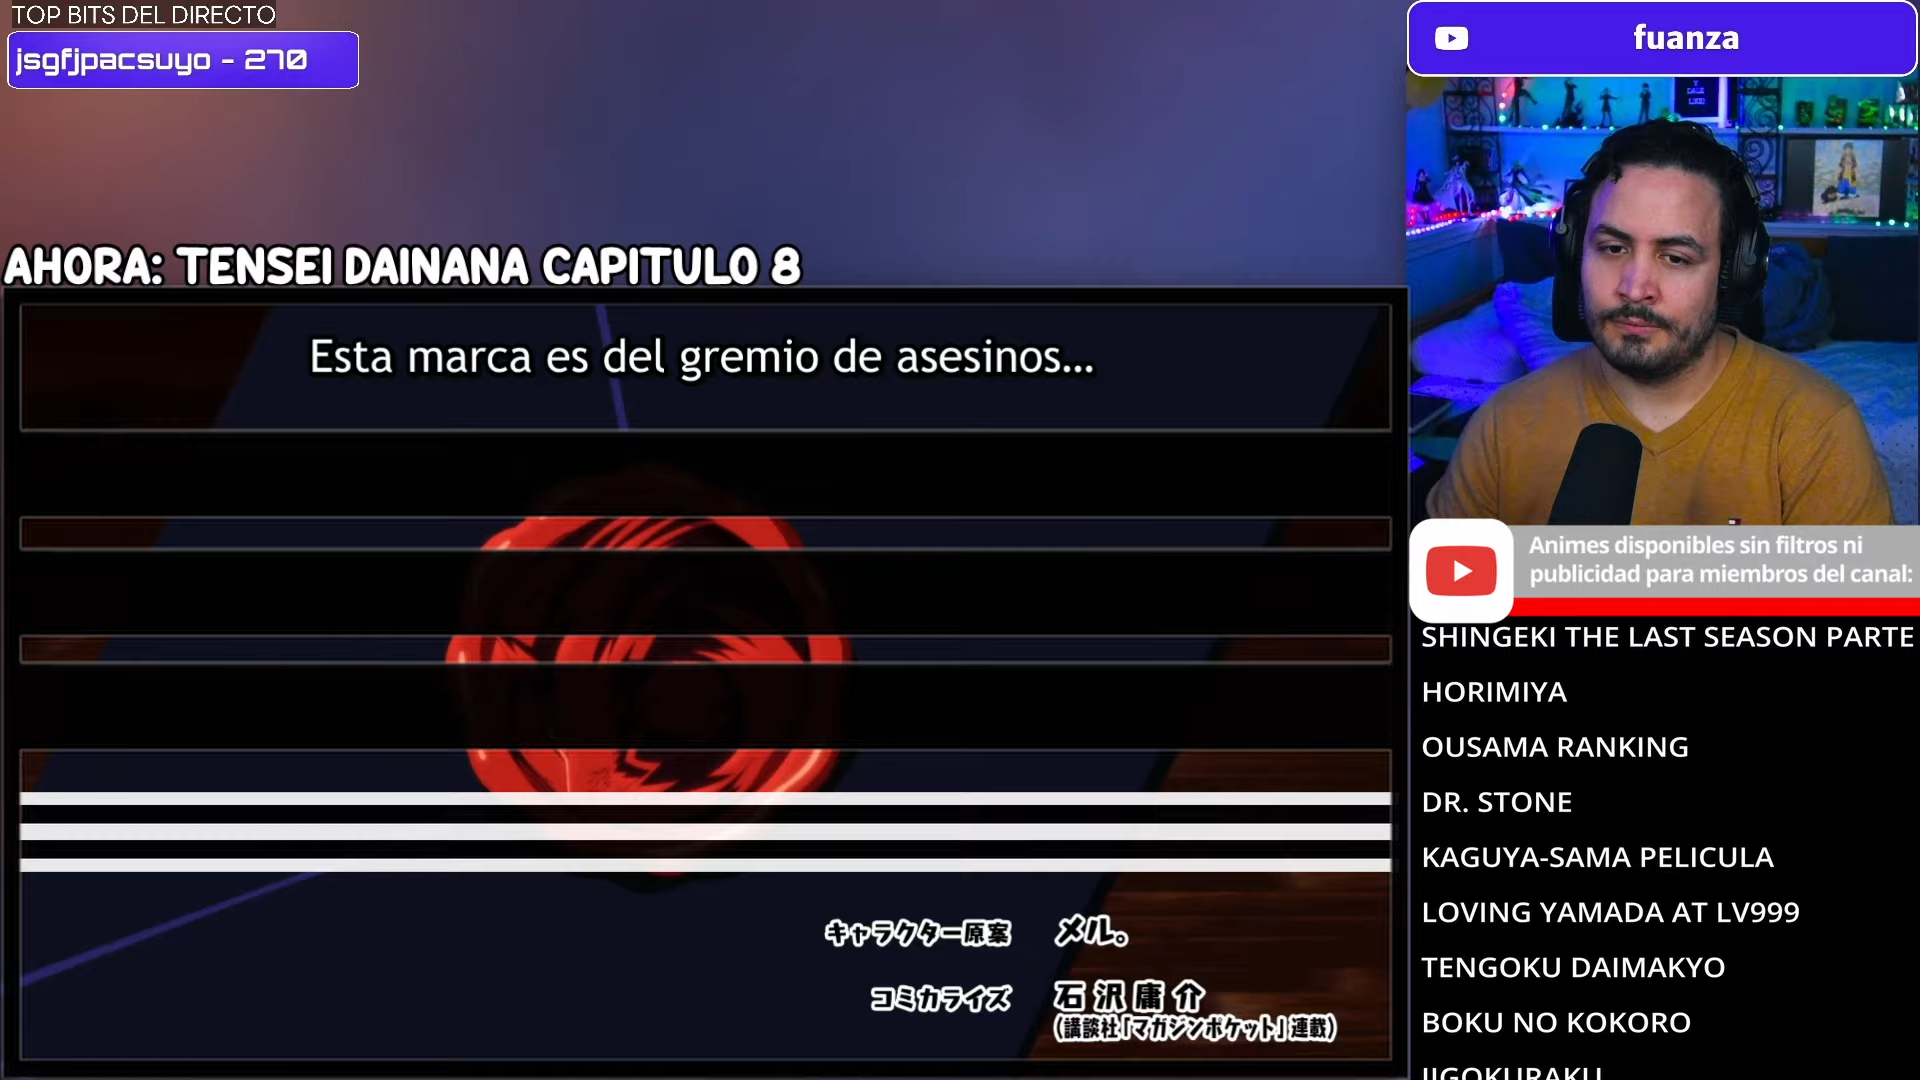 TOP BITS DEL DIRECTO
jsgfjpacsuyo - 270
fuanza
AHORA: TENSEI DAINANA CAPITULO 8
Esta marca es del gremio de asesinos...
キャラクター原案 メル。
コミカライズ 石沢庸介
(講談社「マガジンポケット」連載)
Animes disponibles sin filtros ni
publicidad para miembros del canal:
SHINGEKI THE LAST SEASON PARTE
HORIMIYA
OUSAMA RANKING
DR. STONE
KAGUYA-SAMA PELICULA
LOVING YAMADA AT LV999
TENGOKU DAIMAKYO
BOKU NO KOKORO
JIGOKURAKU